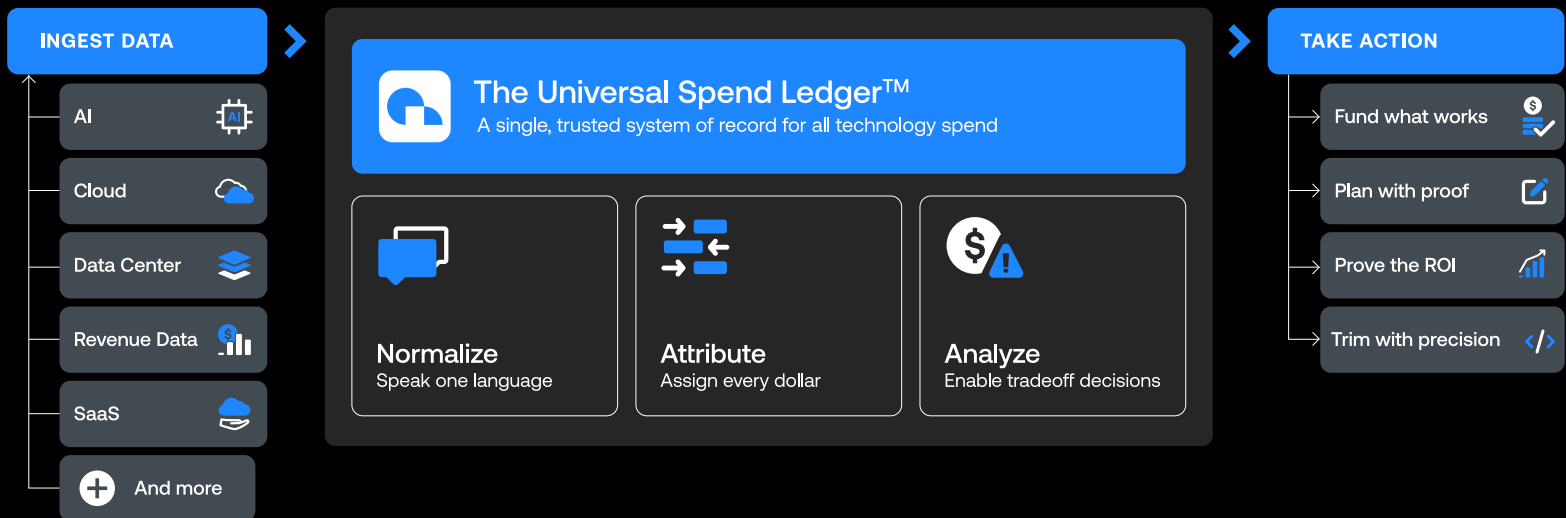 INGEST DATA
AI
AI
Cloud
Data Center
Revenue Data
$
SaaS
And more
The Universal Spend Ledger™
A single, trusted system of record for all technology spend
Normalize
Speak one language
Attribute
Assign every dollar
$
!
Analyze
Enable tradeoff decisions
TAKE ACTION
Fund what works
$
Plan with proof
Prove the ROI
Trim with precision
</>